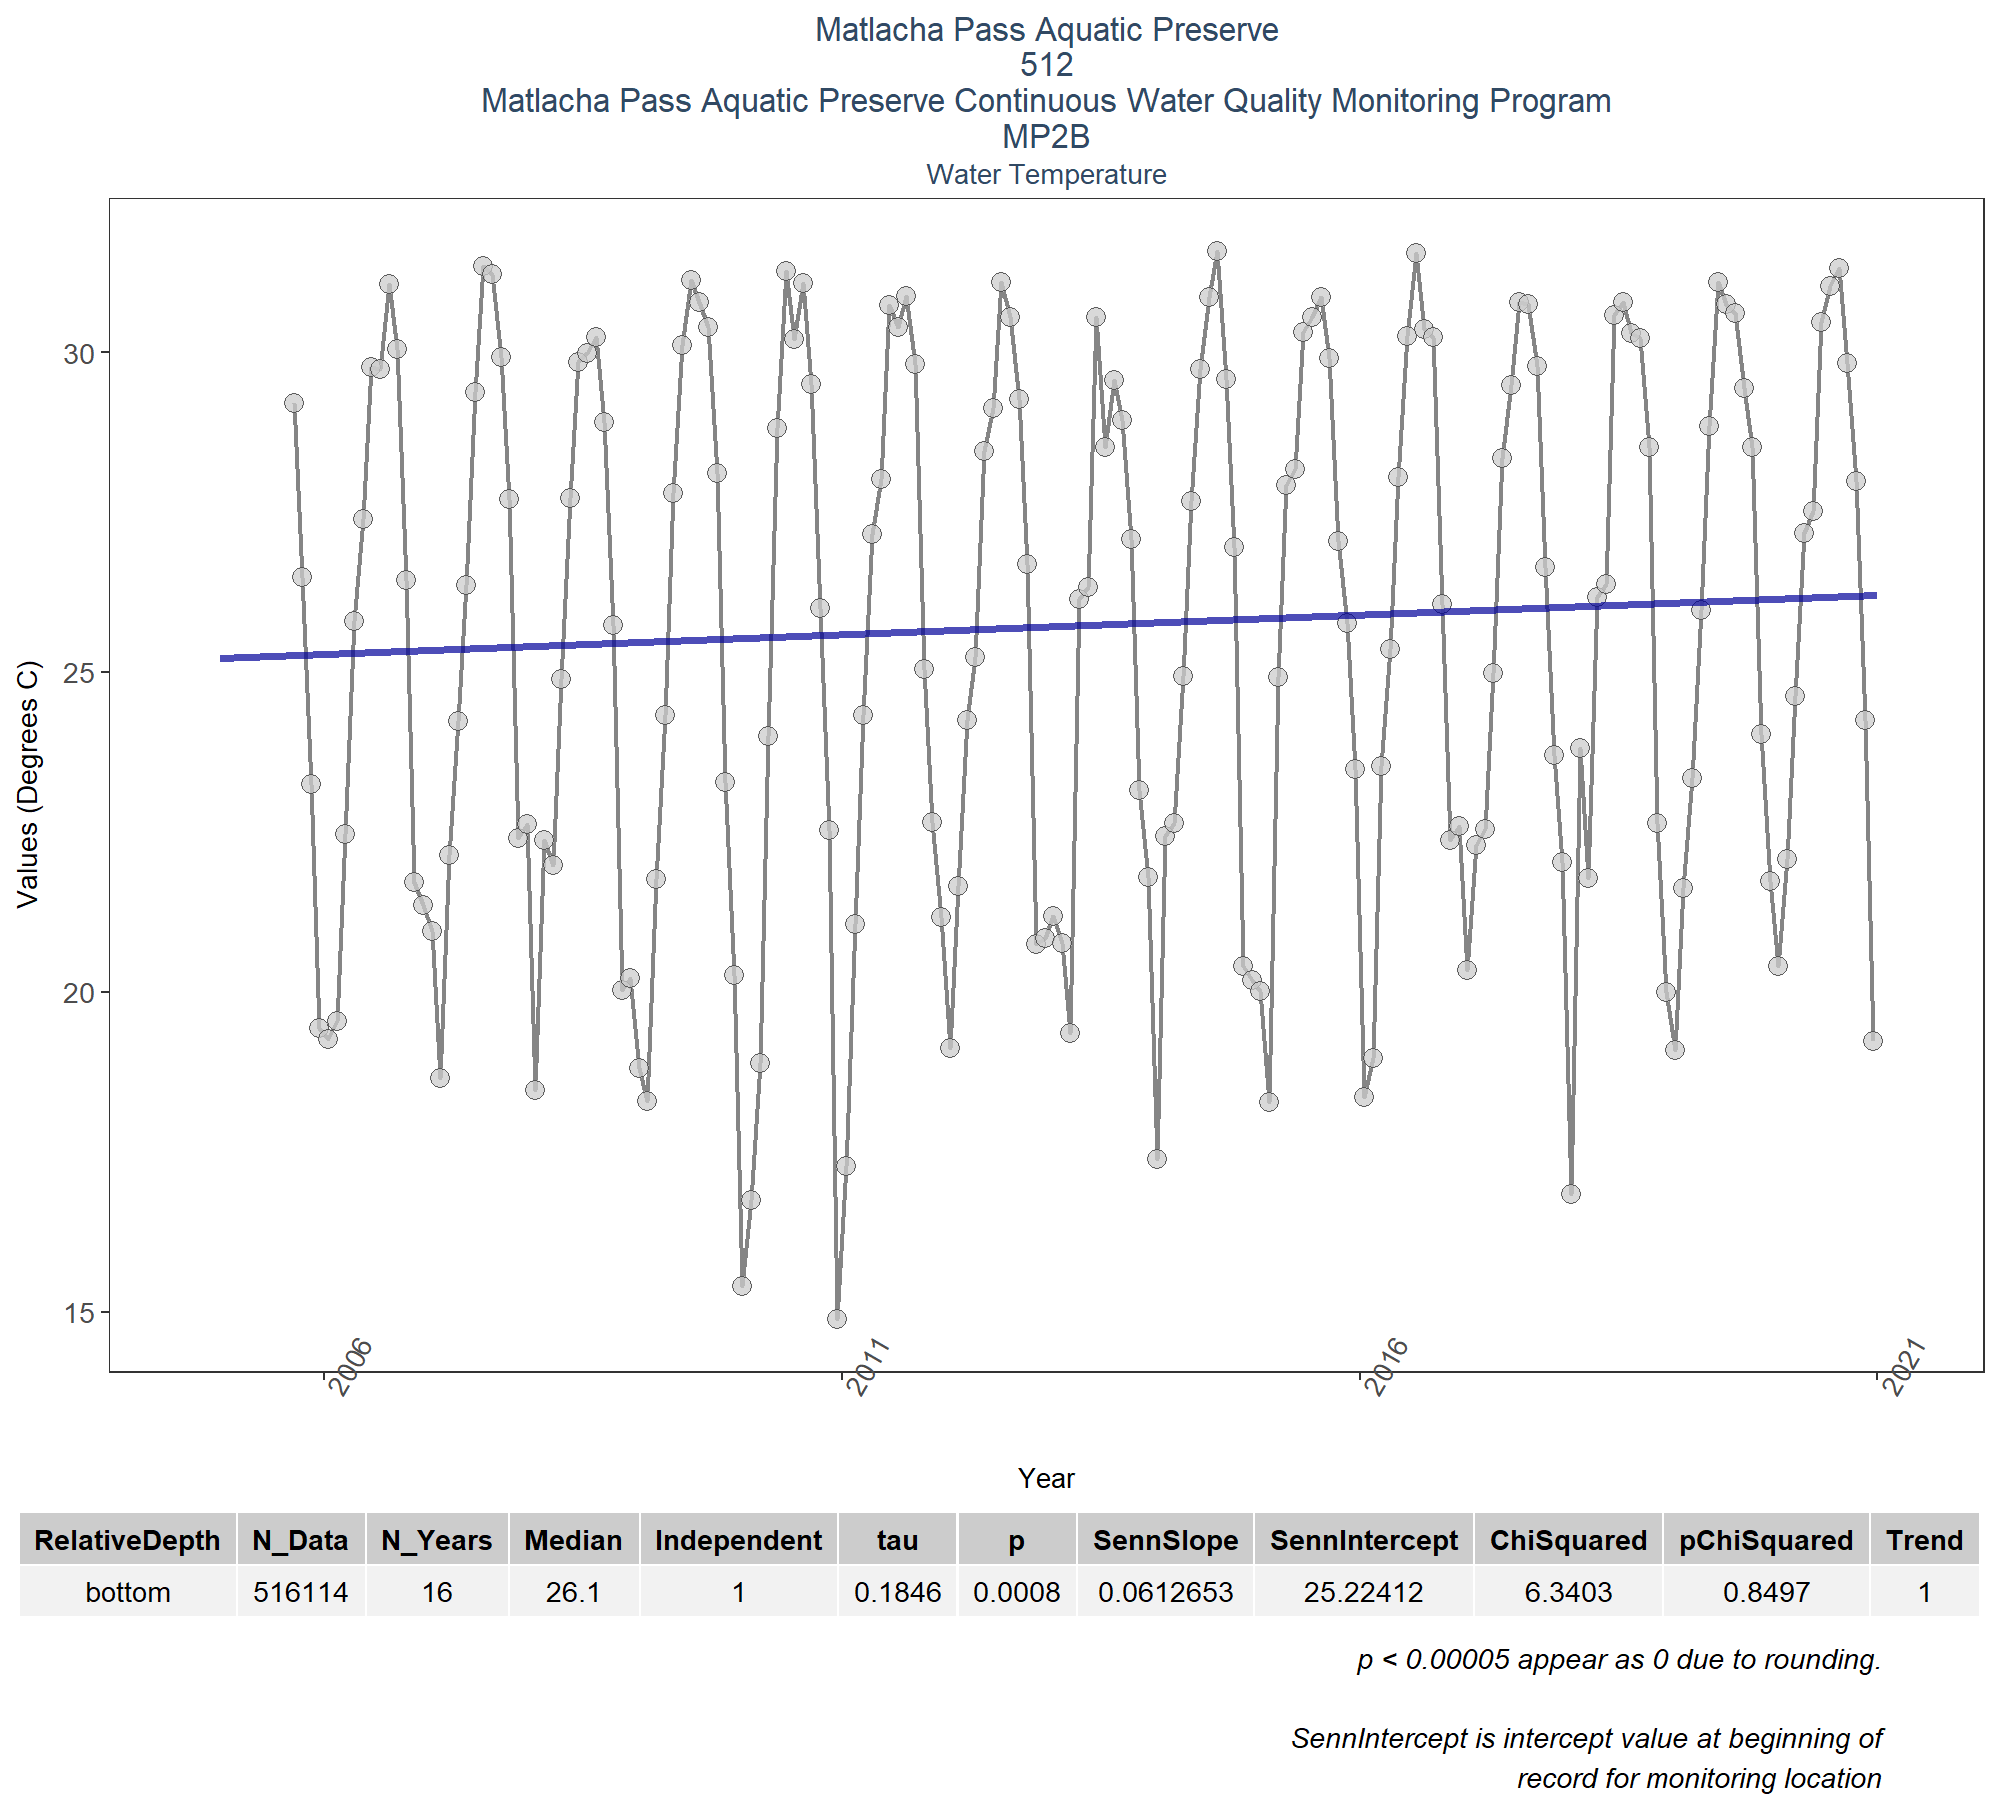 Matlacha Pass Aquatic Preserve
512
Matlacha Pass Aquatic Preserve Continuous Water Quality Monitoring Program
MP2B
Water Temperature
Values (Degrees C)
30
25
20
15
2006 2011 2016 2021
Year
RelativeDepth N_Data N_Years Median Independent tau p SennSlope SennIntercept ChiSquared pChiSquared Trend
bottom 516114 16 26.1 1 0.1846 0.0008 0.0612653 25.22412 6.3403 0.8497 1
p < 0.00005 appear as 0 due to rounding.
SennIntercept is intercept value at beginning of
record for monitoring location